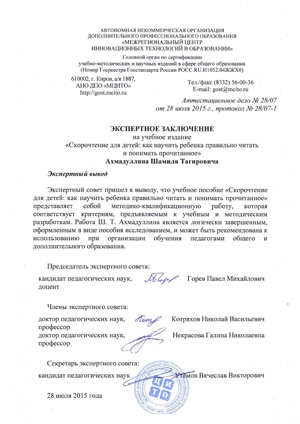 АВТОНОМНАЯ НЕКОММЕРЧЕСКАЯ ОРГАНИЗАЦИЯ
ДОПОЛНИТЕЛЬНОГО ПРОФЕССИОНАЛЬНОГО ОБРАЗОВАНИЯ
«МЕЖРЕГИОНАЛЬНЫЙ ЦЕНТР
ИННОВАЦИОННЫХ ТЕХНОЛОГИЙ В ОБРАЗОВАНИИ»
Головной орган по сертификации
учебно-методических и научных изданий в сфере общего образования
(Номер Госреестра Госстандарта России РОСС RU.И1052.04ЖЖХ0)
610002, г. Киров, а/я 1887,
АНО ДПО «МЦИТО»
http://gost.mcito.ru
Тел./факс (8332) 56-00-36
E-mail: gost@mcito.ru
Аттестационное дело № 28/07
от 28 июля 2015 г., протокол № 28/07-1
ЭКСПЕРТНОЕ ЗАКЛЮЧЕНИЕ
на учебное издание
«Скорочтение для детей: как научить ребенка правильно читать
и понимать прочитанное»
Ахмадуллина Шамиля Тагировича
Экспертный вывод
Экспертный совет пришел к выводу, что учебное пособие «Скорочтение
для детей: как научить ребенка правильно читать и понимать прочитанное»
представляет собой методико-квалификационную работу, которая
соответствует критериям, предъявляемым к учебным и методическим
разработкам. Работа Ш. Т. Ахмадуллина является логически завершенным,
оформленным в виде пособия исследованием, и может быть рекомендована к
использованию при организации обучения педагогами общего и
дополнительного образования.
Председатель экспертного совета:
кандидат педагогических наук, Горев Павел Михайлович
доцент
Члены экспертного совета:
доктор педагогических наук, Котряхов Николай Васильевич
профессор
доктор педагогических наук, Некрасова Галина Николаевна
профессор
Секретарь экспертного совета:
кандидат педагогических наук Утёмов Вячеслав Викторович
28 июля 2015 года
ЦИТО